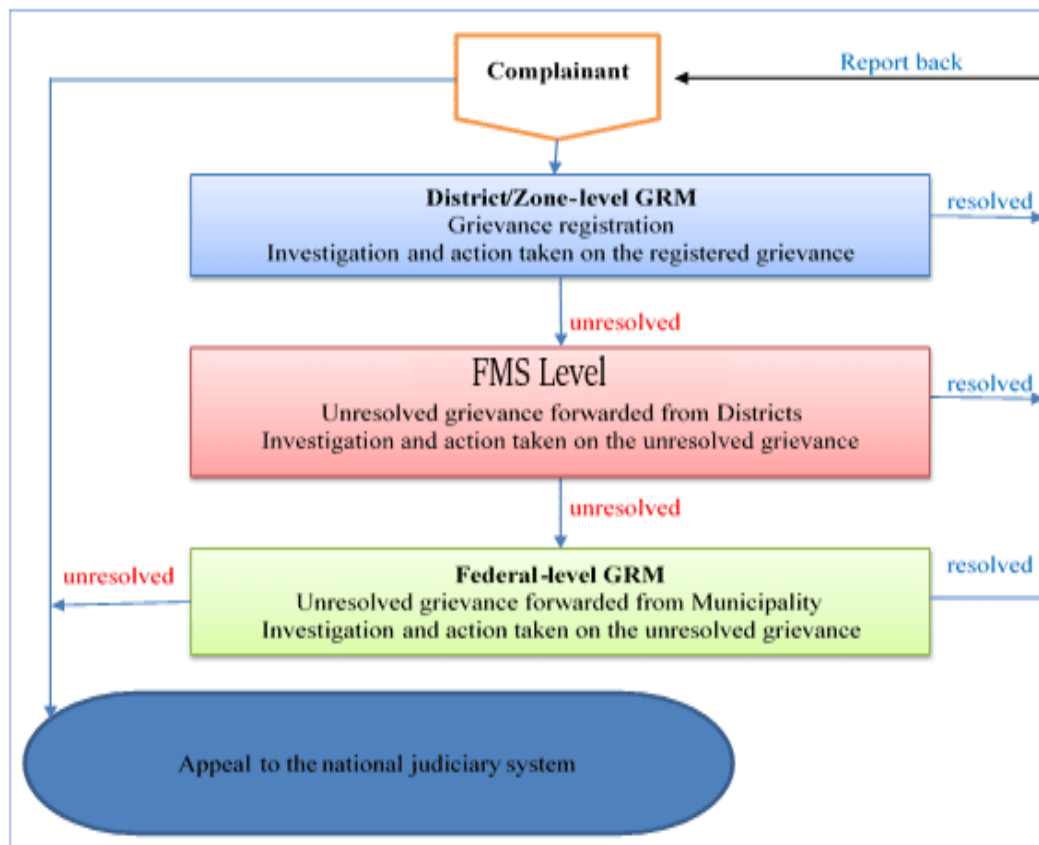 Complainant
Report back
District/Zone-level GRM
Grievance registration
Investigation and action taken on the registered grievance
resolved
unresolved
FMS Level
Unresolved grievance forwarded from Districts
Investigation and action taken on the unresolved grievance
resolved
unresolved
Federal-level GRM
Unresolved grievance forwarded from Municipality
Investigation and action taken on the unresolved grievance
resolved
unresolved
Appeal to the national judiciary system